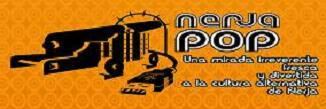 nerja
POP
Una mirada irreverente
fresca
y divertida
a la cultura alternativa
de Nerja